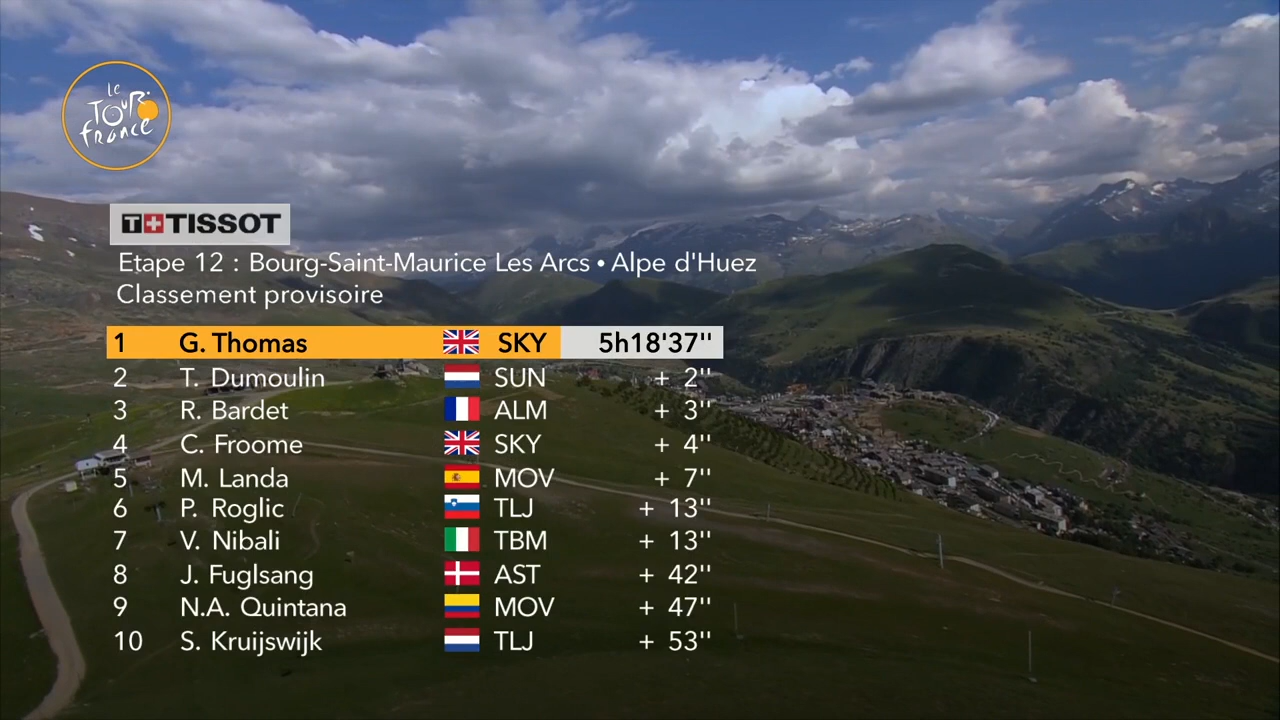 Le
Tour
de
France
T+TISSOT
Etape 12 : Bourg-Saint-Maurice Les Arcs • Alpe d'Huez
Classement provisoire
1 G. Thomas SKY 5h18'37''
2 T. Dumoulin SUN + 2''
3 R. Bardet ALM + 3''
4 C. Froome SKY + 4''
5 M. Landa MOV + 7''
6 P. Roglic TLJ + 13''
7 V. Nibali TBM + 13''
8 J. Fuglsang AST + 42''
9 N.A. Quintana MOV + 47''
10 S. Kruijswijk TLJ + 53''